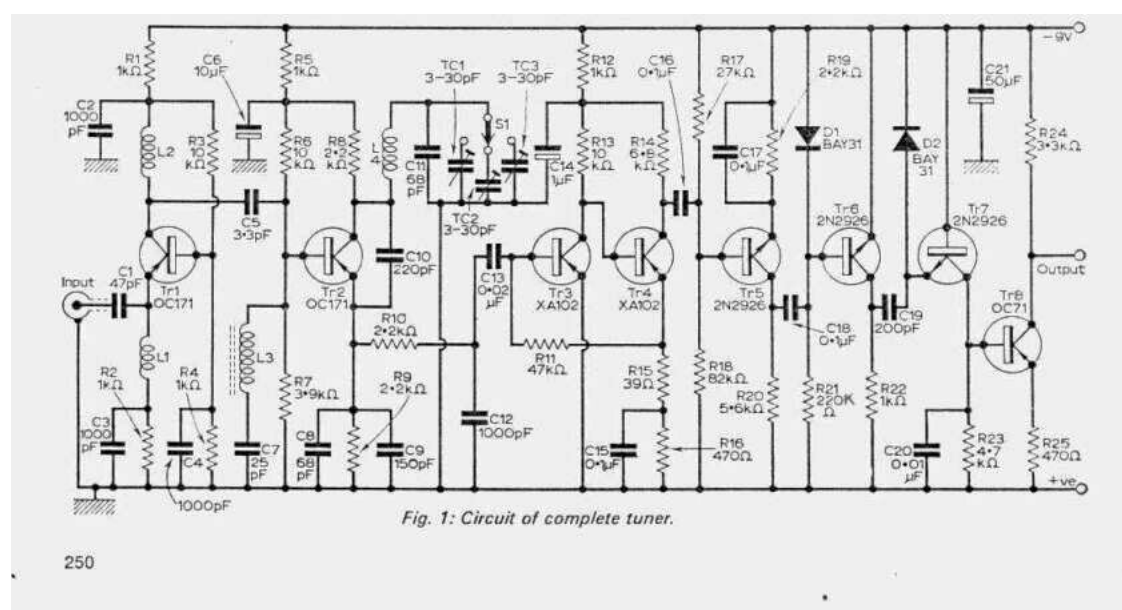 -9V
R1
1kΩ
R5
1kΩ
C6
10µF
TC1
3-30pF
TC3
3-30pF
R12
1kΩ
C16
0·1µF
R17
27kΩ
R19
2·2kΩ
C21
50µF
C2
1000
pF
L2
R3
10
kΩ
R6
10
kΩ
R8
2·2
kΩ
L
4
C11
68
pF
S1
C14
1µF
R13
10
kΩ
R14
6·8
kΩ
C17
0·1µF
D1
BAY31
D2
BAY
31
R24
3·3kΩ
C5
3·3pF
TC2
3-30pF
Tr6
2N2926
Tr7
2N2926
Input
C1
47pF
Tr1
OC171
Tr2
OC171
C10
220pF
C13
0·02
µF
Tr3
XA102
Tr4
XA102
Tr5
2N2926
C18
0·1µF
C19
200pF
Output
Tr8
OC71
L1
L3
R10
2·2kΩ
R11
47kΩ
R15
39Ω
R18
82kΩ
R20
5·6kΩ
R21
220K
Ω
R22
1kΩ
R2
1kΩ
R4
1kΩ
R7
3·9kΩ
R9
2·2kΩ
C3
1000
pF
C4
1000pF
C7
25
pF
C8
68
pF
C9
150pF
C12
1000pF
C15
0·1µF
R16
470Ω
C20
0·01
µF
R23
4·7
kΩ
R25
470Ω
+ve
Fig. 1: Circuit of complete tuner.
250